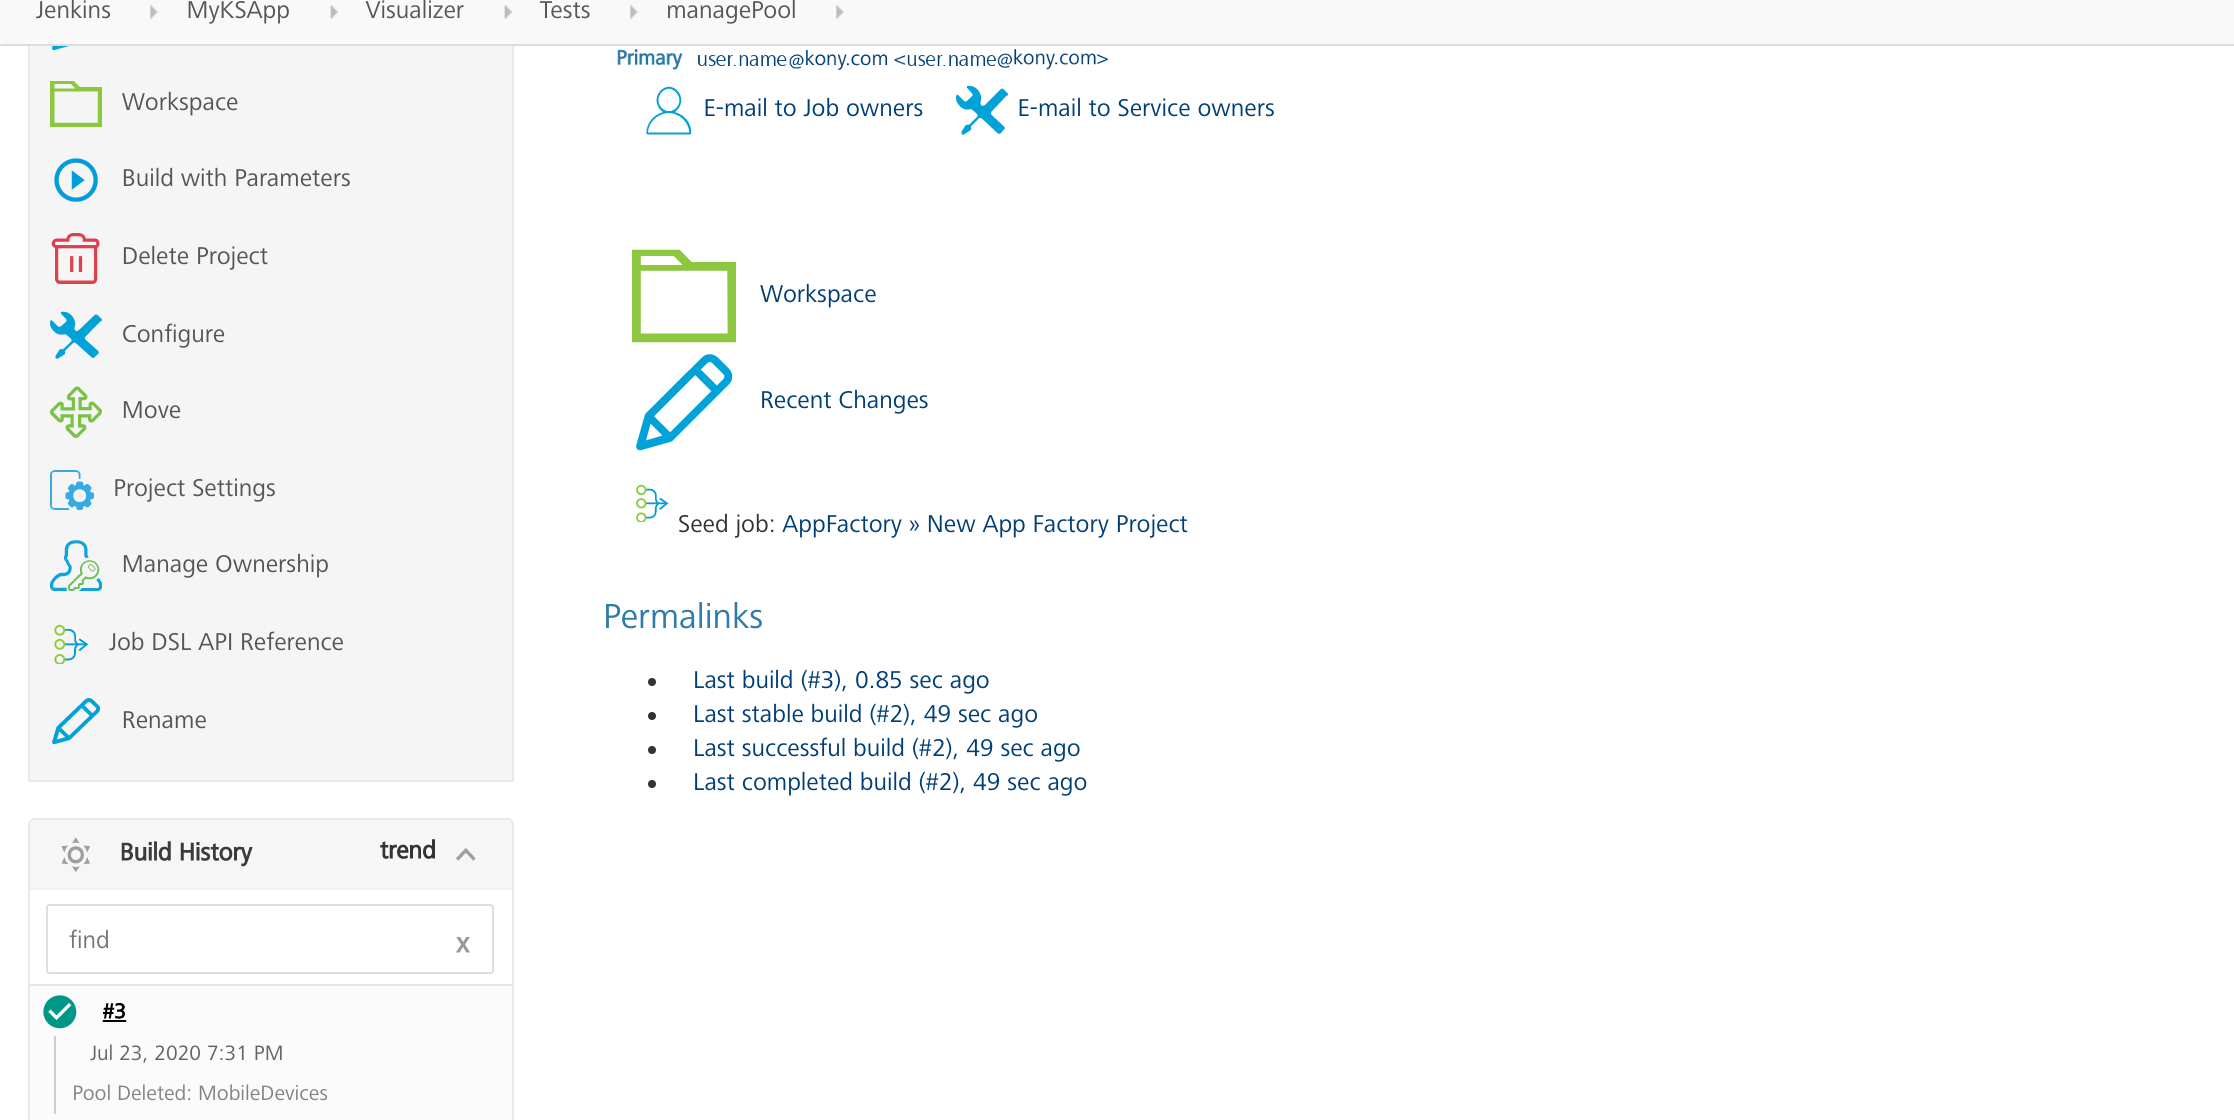 Jenkins MyKSApp Visualizer Tests managePool
Workspace
Build with Parameters
Delete Project
Configure
Move
Project Settings
Manage Ownership
Job DSL API Reference
Rename
Build History trend
find x
#3
Jul 23, 2020 7:31 PM
Pool Deleted: MobileDevices
Primary user.name@kony.com <user.name@kony.com>
E-mail to Job owners E-mail to Service owners
Workspace
Recent Changes
Seed job: AppFactory » New App Factory Project
Permalinks
Last build (#3), 0.85 sec ago
Last stable build (#2), 49 sec ago
Last successful build (#2), 49 sec ago
Last completed build (#2), 49 sec ago